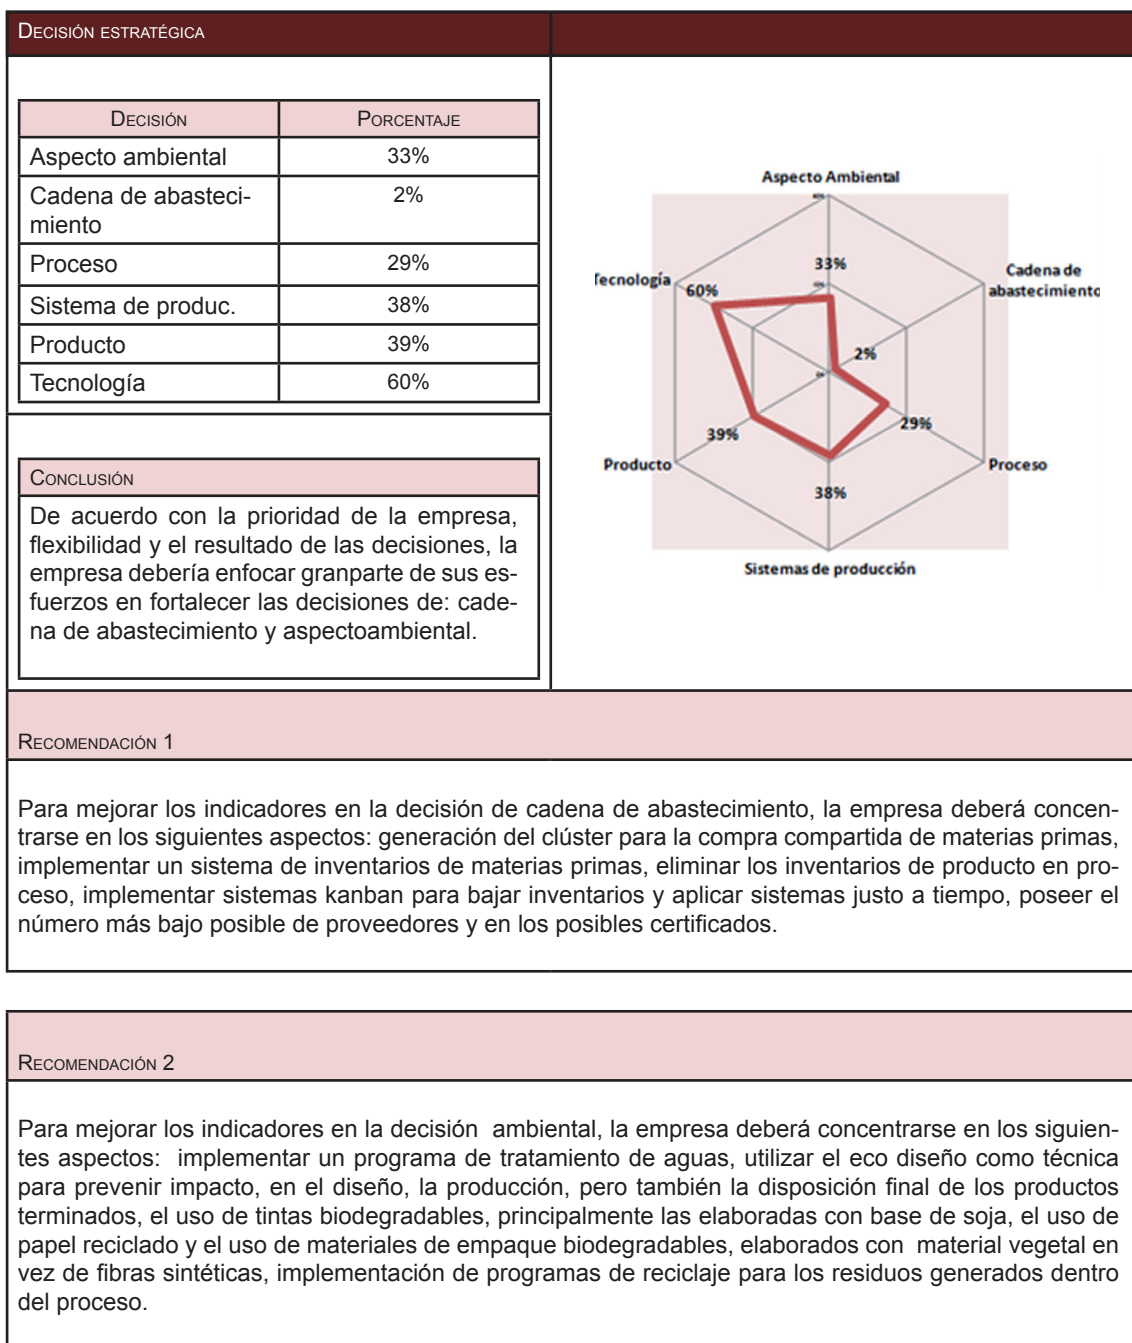 DECISIÓN ESTRATÉGICA
DECISIÓN PORCENTAJE
Aspecto ambiental 33%
Cadena de abasteci- 2%
miento
Proceso 29%
Sistema de produc. 38%
Producto 39%
Tecnología 60%
CONCLUSIÓN
De acuerdo con la prioridad de la empresa,
flexibilidad y el resultado de las decisiones, la
empresa debería enfocar granparte de sus es-
fuerzos en fortalecer las decisiones de: cade-
na de abastecimiento y aspectoambiental.
Aspecto Ambiental
33%
Cadena de
abastecimiento
2%
29%
Proceso
38%
Sistemas de producción
39%
Producto
Tecnología
60%
RECOMENDACIÓN 1
Para mejorar los indicadores en la decisión de cadena de abastecimiento, la empresa deberá concen-
trarse en los siguientes aspectos: generación del clúster para la compra compartida de materias primas,
implementar un sistema de inventarios de materias primas, eliminar los inventarios de producto en pro-
ceso, implementar sistemas kanban para bajar inventarios y aplicar sistemas justo a tiempo, poseer el
número más bajo posible de proveedores y en los posibles certificados.
RECOMENDACIÓN 2
Para mejorar los indicadores en la decisión ambiental, la empresa deberá concentrarse en los siguien-
tes aspectos: implementar un programa de tratamiento de aguas, utilizar el eco diseño como técnica
para prevenir impacto, en el diseño, la producción, pero también la disposición final de los productos
terminados, el uso de tintas biodegradables, principalmente las elaboradas con base de soja, el uso de
papel reciclado y el uso de materiales de empaque biodegradables, elaborados con material vegetal en
vez de fibras sintéticas, implementación de programas de reciclaje para los residuos generados dentro
del proceso.